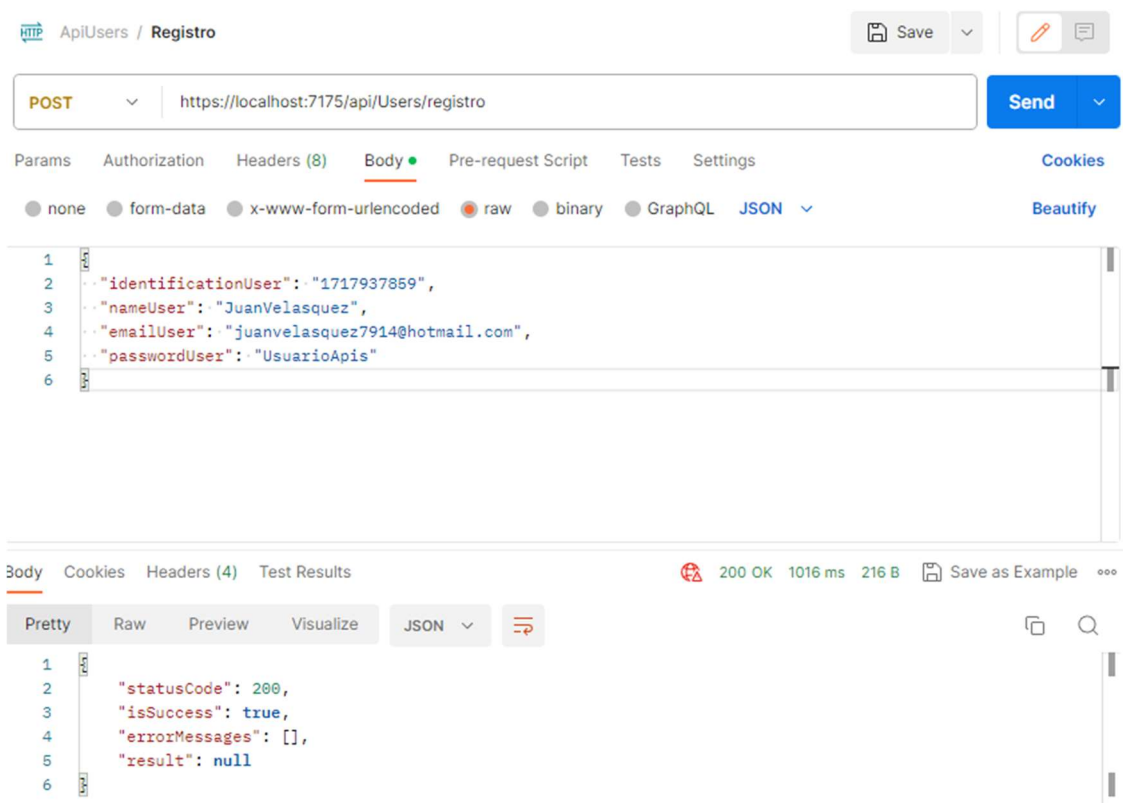 HTTP ApiUsers / Registro Save
POST https://localhost:7175/api/Users/registro Send
Params Authorization Headers (8) Body Pre-request Script Tests Settings Cookies
none form-data x-www-form-urlencoded raw binary GraphQL JSON Beautify
1 {
2 "identificationUser": "1717937859",
3 "nameUser": "JuanVelasquez",
4 "emailUser": "juanvelasquez7914@hotmail.com",
5 "passwordUser": "UsuarioApis"
6 }
Body Cookies Headers (4) Test Results 200 OK 1016 ms 216 B Save as Example
Pretty Raw Preview Visualize JSON
1 {
2 "statusCode": 200,
3 "isSuccess": true,
4 "errorMessages": [],
5 "result": null
6 }